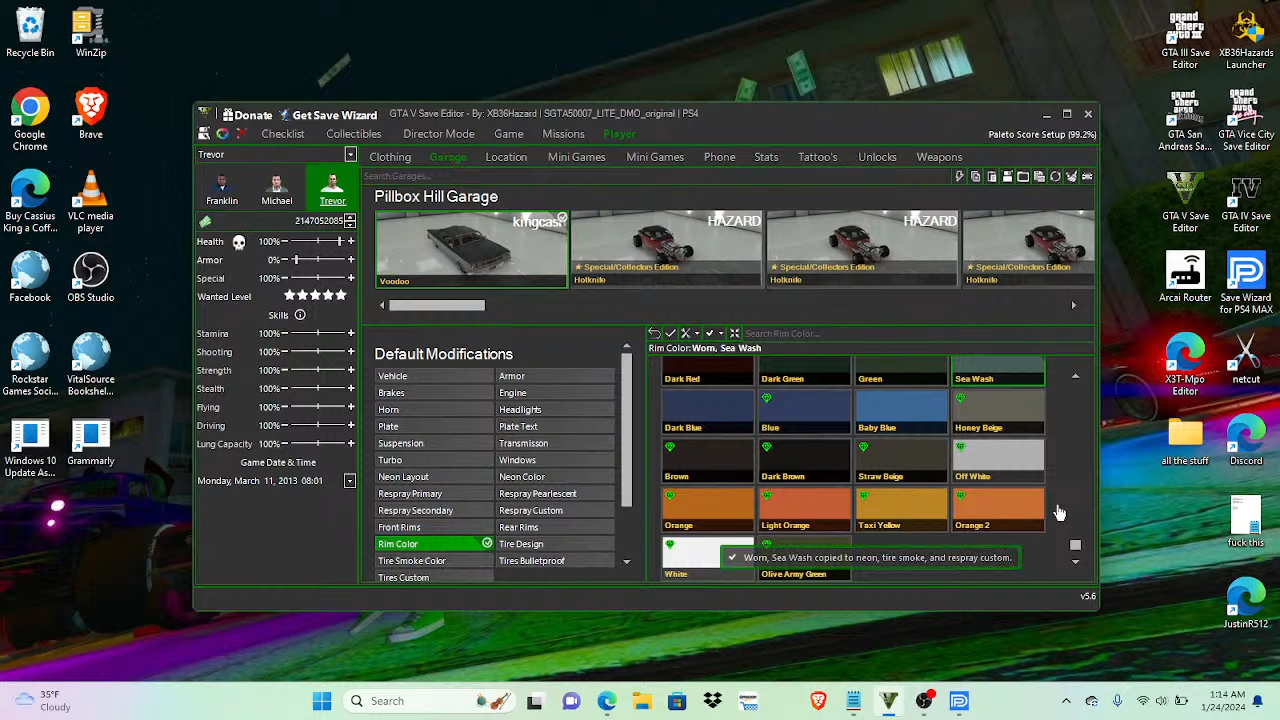 Recycle Bin
WinZip
Google Chrome
Brave
Buy Cassius Ring a Cor...
VLC media player
Facebook
OBS Studio
Rockstar Games Soci...
VitalSource
Windows 10 Update As...
Grammarly
Donate
Get Save Wizard
GTA V Save Editor - By XB36Hazard | SGTA50007_LITE_DMO_original | PS4
Checklist
Collectibles
Director Mode
Game
Missions
Player
Paleto Score Setup (99.2%)
Trevor
Clothing
Garage
Location
Mini Games
Mini Games
Phone
Stats
Tattoo's
Unlocks
Weapons
Search Garages...
Franklin
Michael
Trevor
2147052085
Health 100%
Armor 0%
Special 100%
Wanted Level
Skills
Stamina 100%
Shooting 100%
Strength 100%
Stealth 100%
Flying 100%
Driving 100%
Lung Capacity 100%
Game Date & Time
Monday, March 17, 2013 08:01
Pillbox Hill Garage
kingcash
Voodoo
HAZARD
Special/Collectors Edition
Hotknife
HAZARD
Special/Collectors Edition
Hotknife
Special/Collectors Edition
Hotknife
Default Modifications
Vehicle
Armor
Brakes
Engine
Horn
Headlights
Plate
Plate Text
Suspension
Transmisson
Turbo
Windows
Neon Layout
Neon Color
Respray Primary
Respray Pearlescent
Respray Secondary
Respray Custom
Front Rims
Rear Rims
Rim Color
Tire Design
Tire Smoke Color
Tires Bulletproof
Tires Custom
Search Rim Color...
Rim Color:Worn, Sea Wash
Dark Red
Dark Green
Green
Sea Wash
Dark Blue
Blue
Baby Blue
Honey Beige
Brown
Dark Brown
Straw Beige
Off White
Orange
Light Orange
Taxi Yellow
Orange 2
Worn, Sea Wash copied to neon, tire smoke, and respray custom.
White
Olive Army Green
v5.6
GTA III Save Editor
XB36Hazards Launcher
GTA San Andreas Sa...
GTA Vice City Save Editor
GTA V Save Editor
GTA IV Save Editor
Arcai Router
Save Wizard for PS4 MAX
X3T-Mpo Editor
netcut
all the stuff
Discord
fuck this
JustinR512
35°F
Cloudy
Search
1:14 AM
1/24/2024